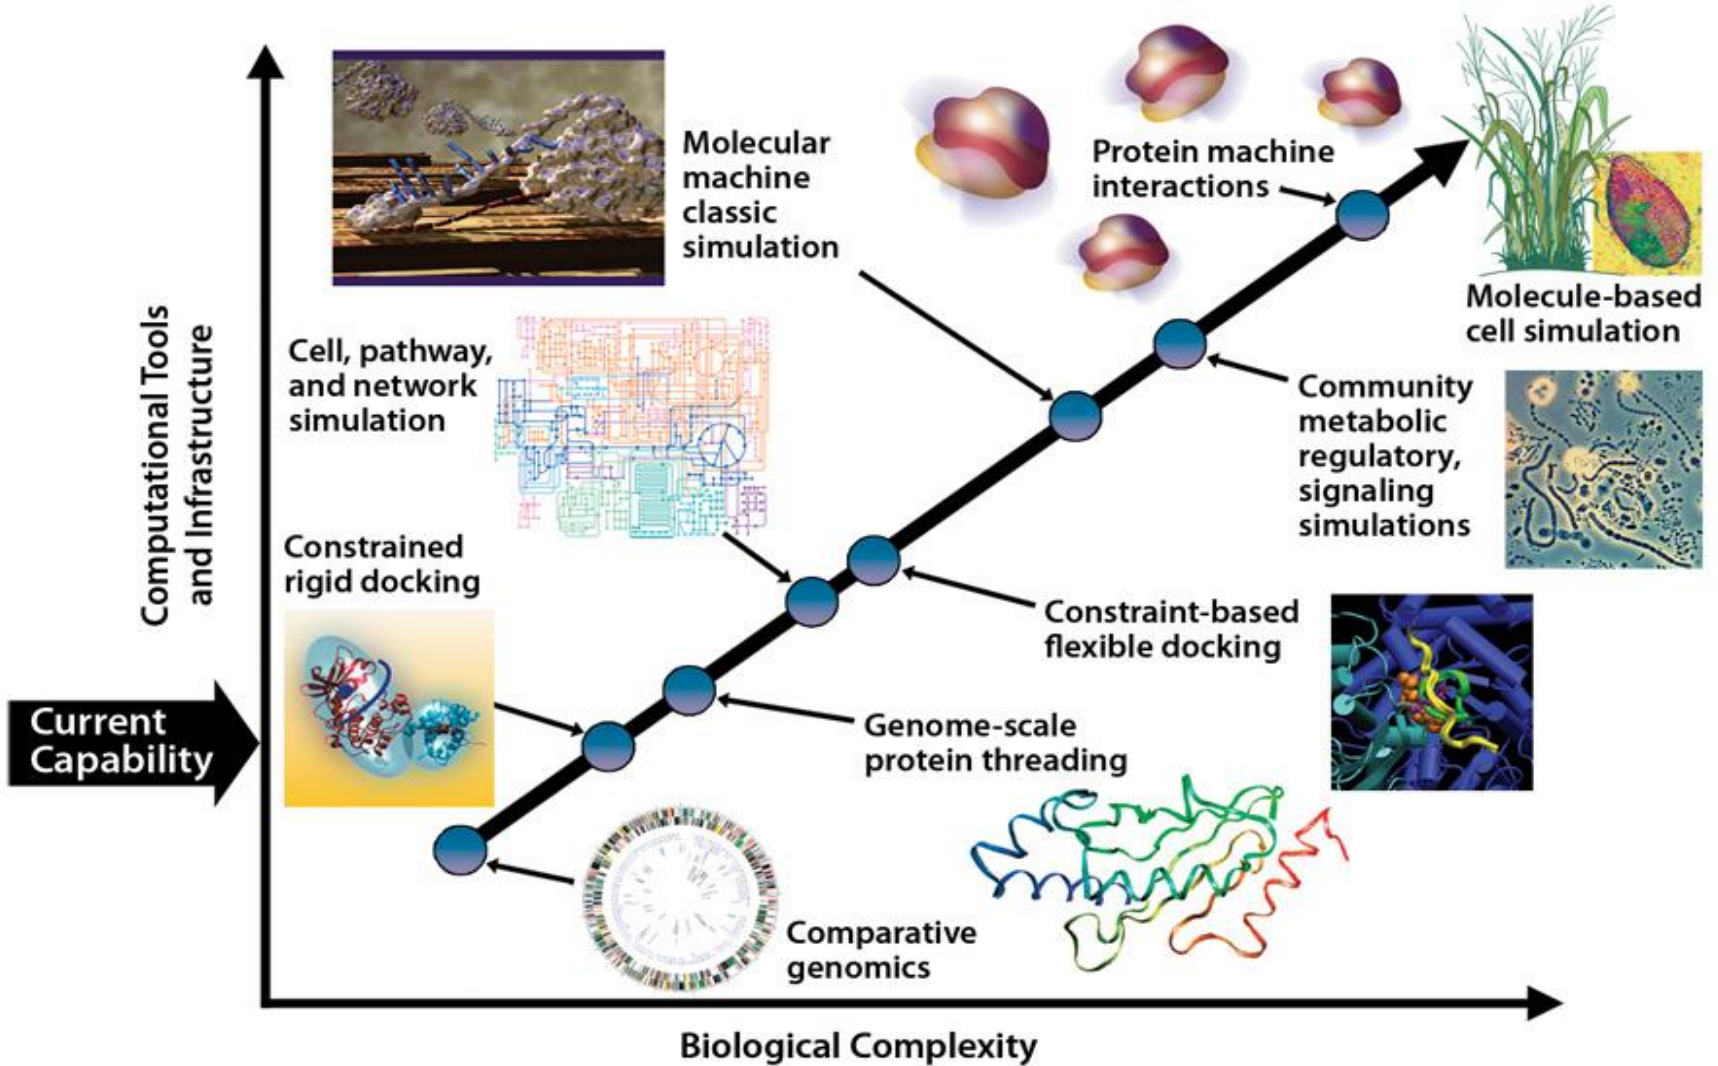 Molecular
machine
classic
simulation
Protein machine
interactions
Molecule-based
cell simulation
Cell, pathway,
and network
simulation
Community
metabolic
regulatory,
signaling
simulations
Computational Tools
and Infrastructure
Constrained
rigid docking
Constraint-based
flexible docking
Current
Capability
Genome-scale
protein threading
Comparative
genomics
Biological Complexity